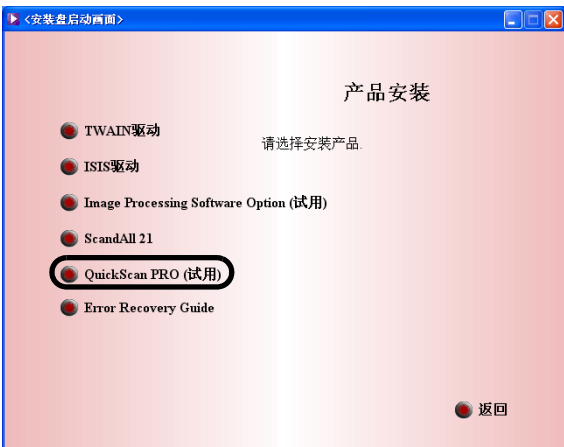 <安装盘启动画面>
产品安装
请选择安装产品.
TWAIN驱动
ISIS驱动
Image Processing Software Option (试用)
ScandAll 21
QuickScan PRO (试用)
Error Recovery Guide
返回